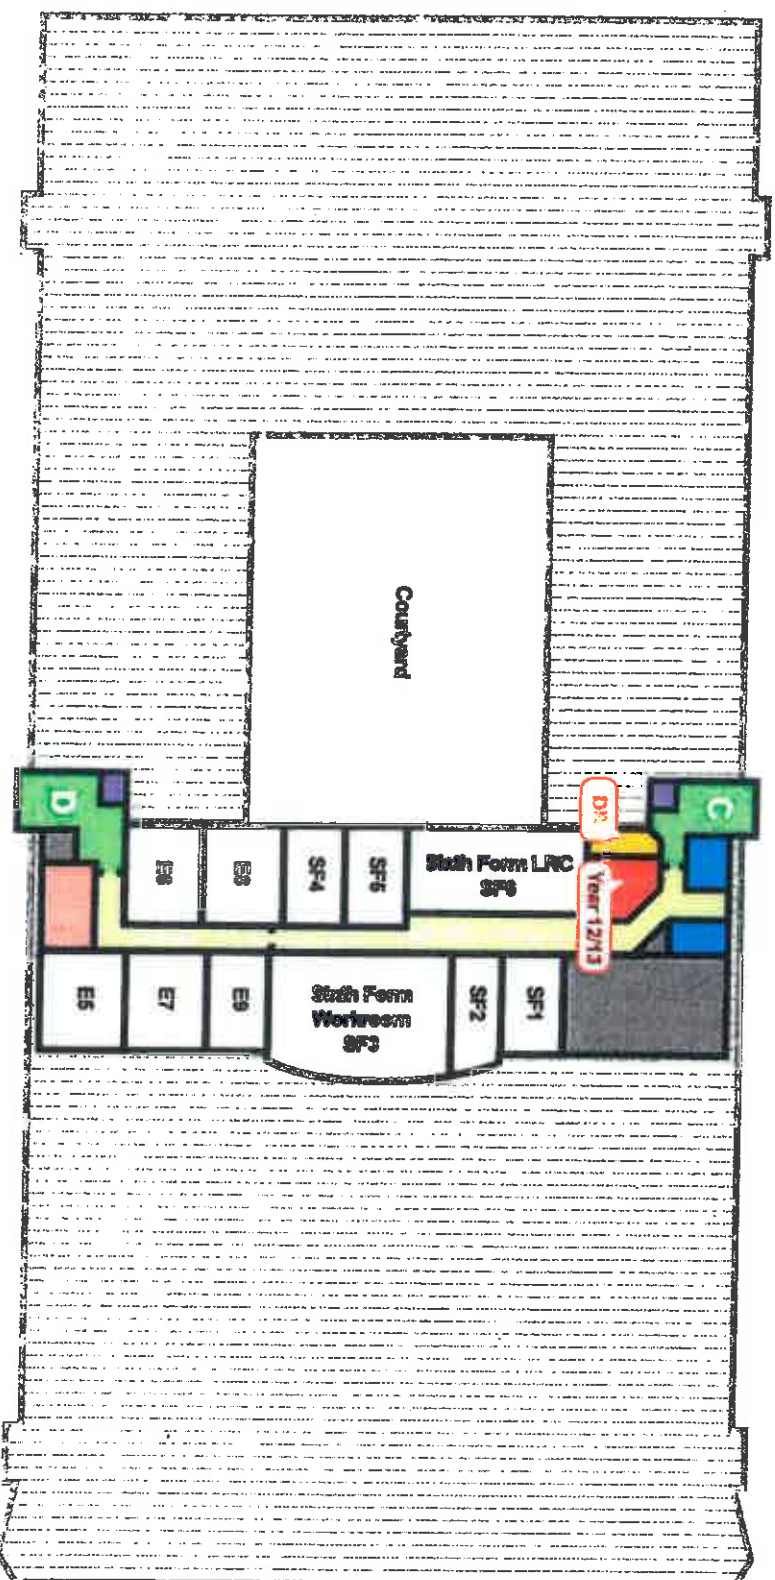 Courtyard
D
C
SF4
SF5
Sixth Form LRC
SF6
Year 12/13
E5
E7
E9
Sixth Form
Workroom
SF3
SF2
SF1